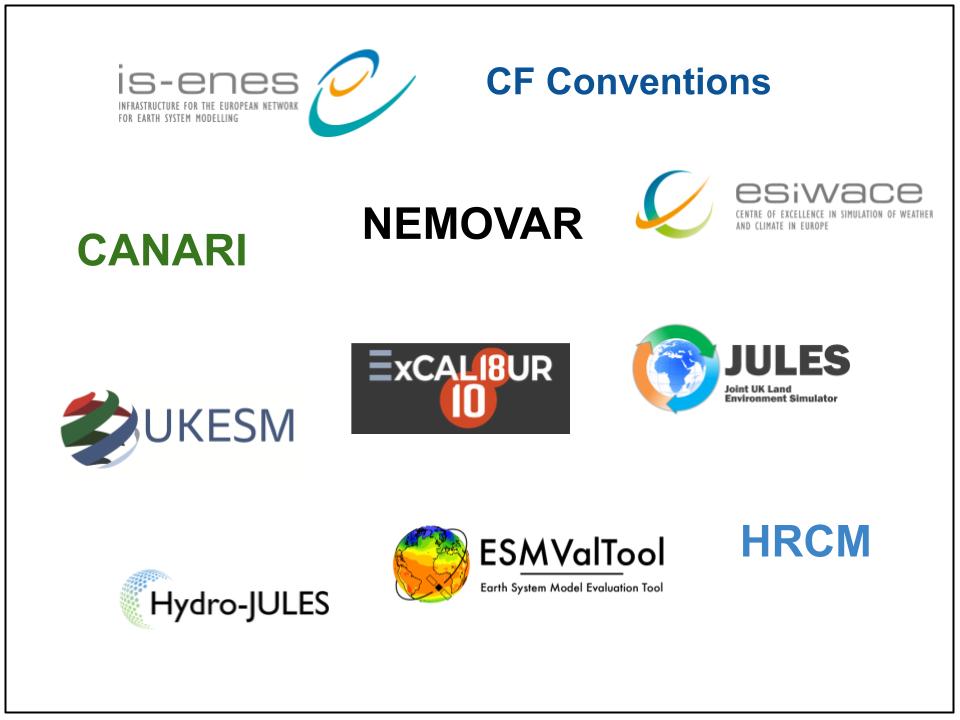 is-enes
INFRASTRUCTURE FOR THE EUROPEAN NETWORK
FOR EARTH SYSTEM MODELLING
CF Conventions
esiwace
CENTRE OF EXCELLENCE IN SIMULATION OF WEATHER
AND CLIMATE IN EUROPE
NEMOVAR
CANARI
ExCALI8UR
10
JULES
Joint UK Land
Environment Simulator
UKESM
HRCM
ESMValTool
Earth System Model Evaluation Tool
Hydro-JULES